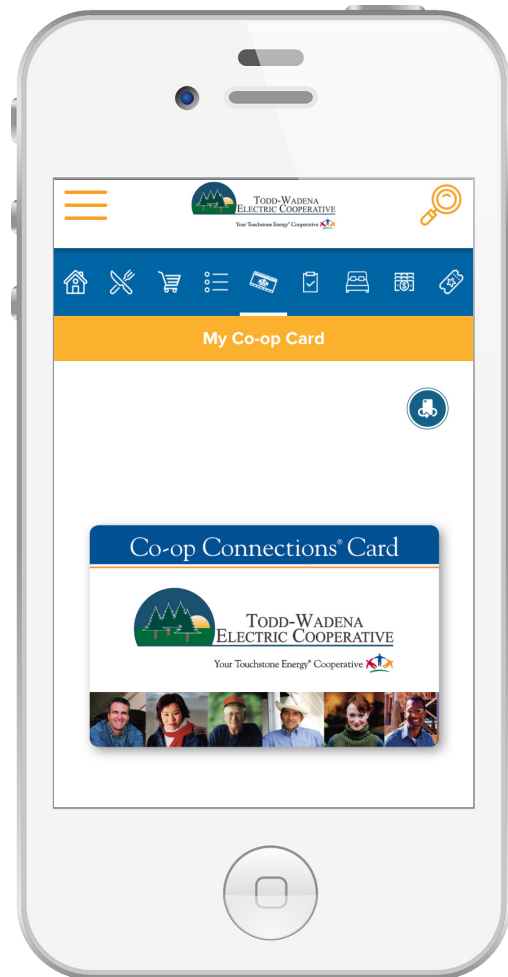 TODD-WADENA
ELECTRIC COOPERATIVE
Your Touchstone Energy® Cooperative
$
My Co-op Card
Co-op Connections® Card
TODD-WADENA
ELECTRIC COOPERATIVE
Your Touchstone Energy® Cooperative